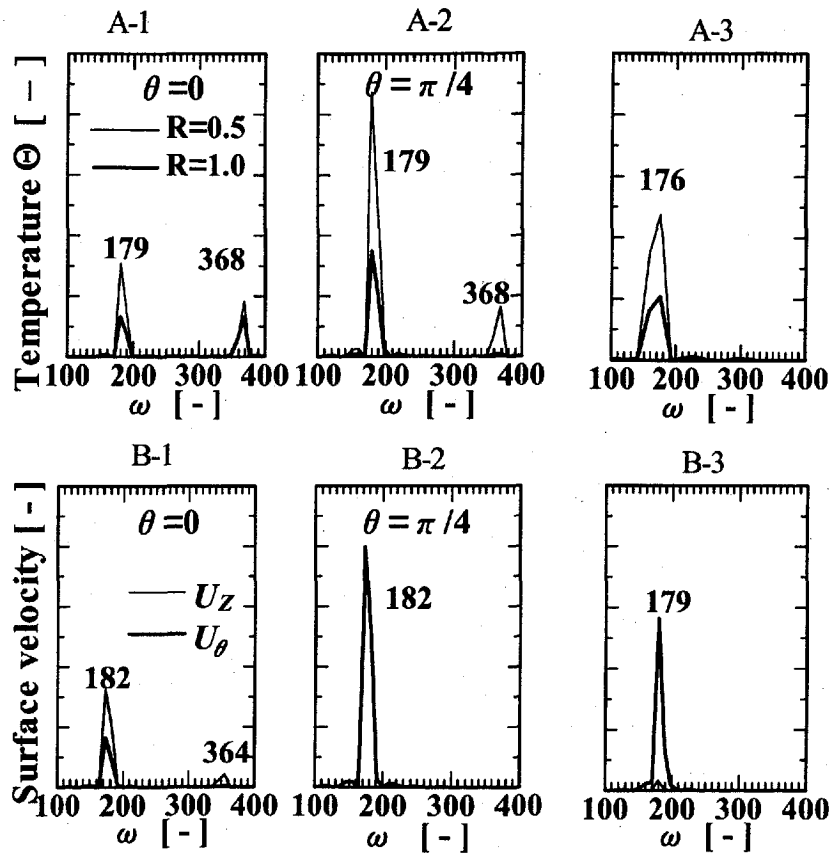 A-1
A-2
A-3
Temperature Θ [ − ]
θ =0
R=0.5
R=1.0
179
368
θ = π /4
179
368
176
100 200 300 400
100 200 300 400
100 200 300 400
ω [ - ]
ω [ - ]
ω [ - ]
B-1
B-2
B-3
Surface velocity [ - ]
θ =0
U_Z
U_θ
182
364
θ = π /4
182
179
100 200 300 400
100 200 300 400
100 200 300 400
ω [ - ]
ω [ - ]
ω [ - ]